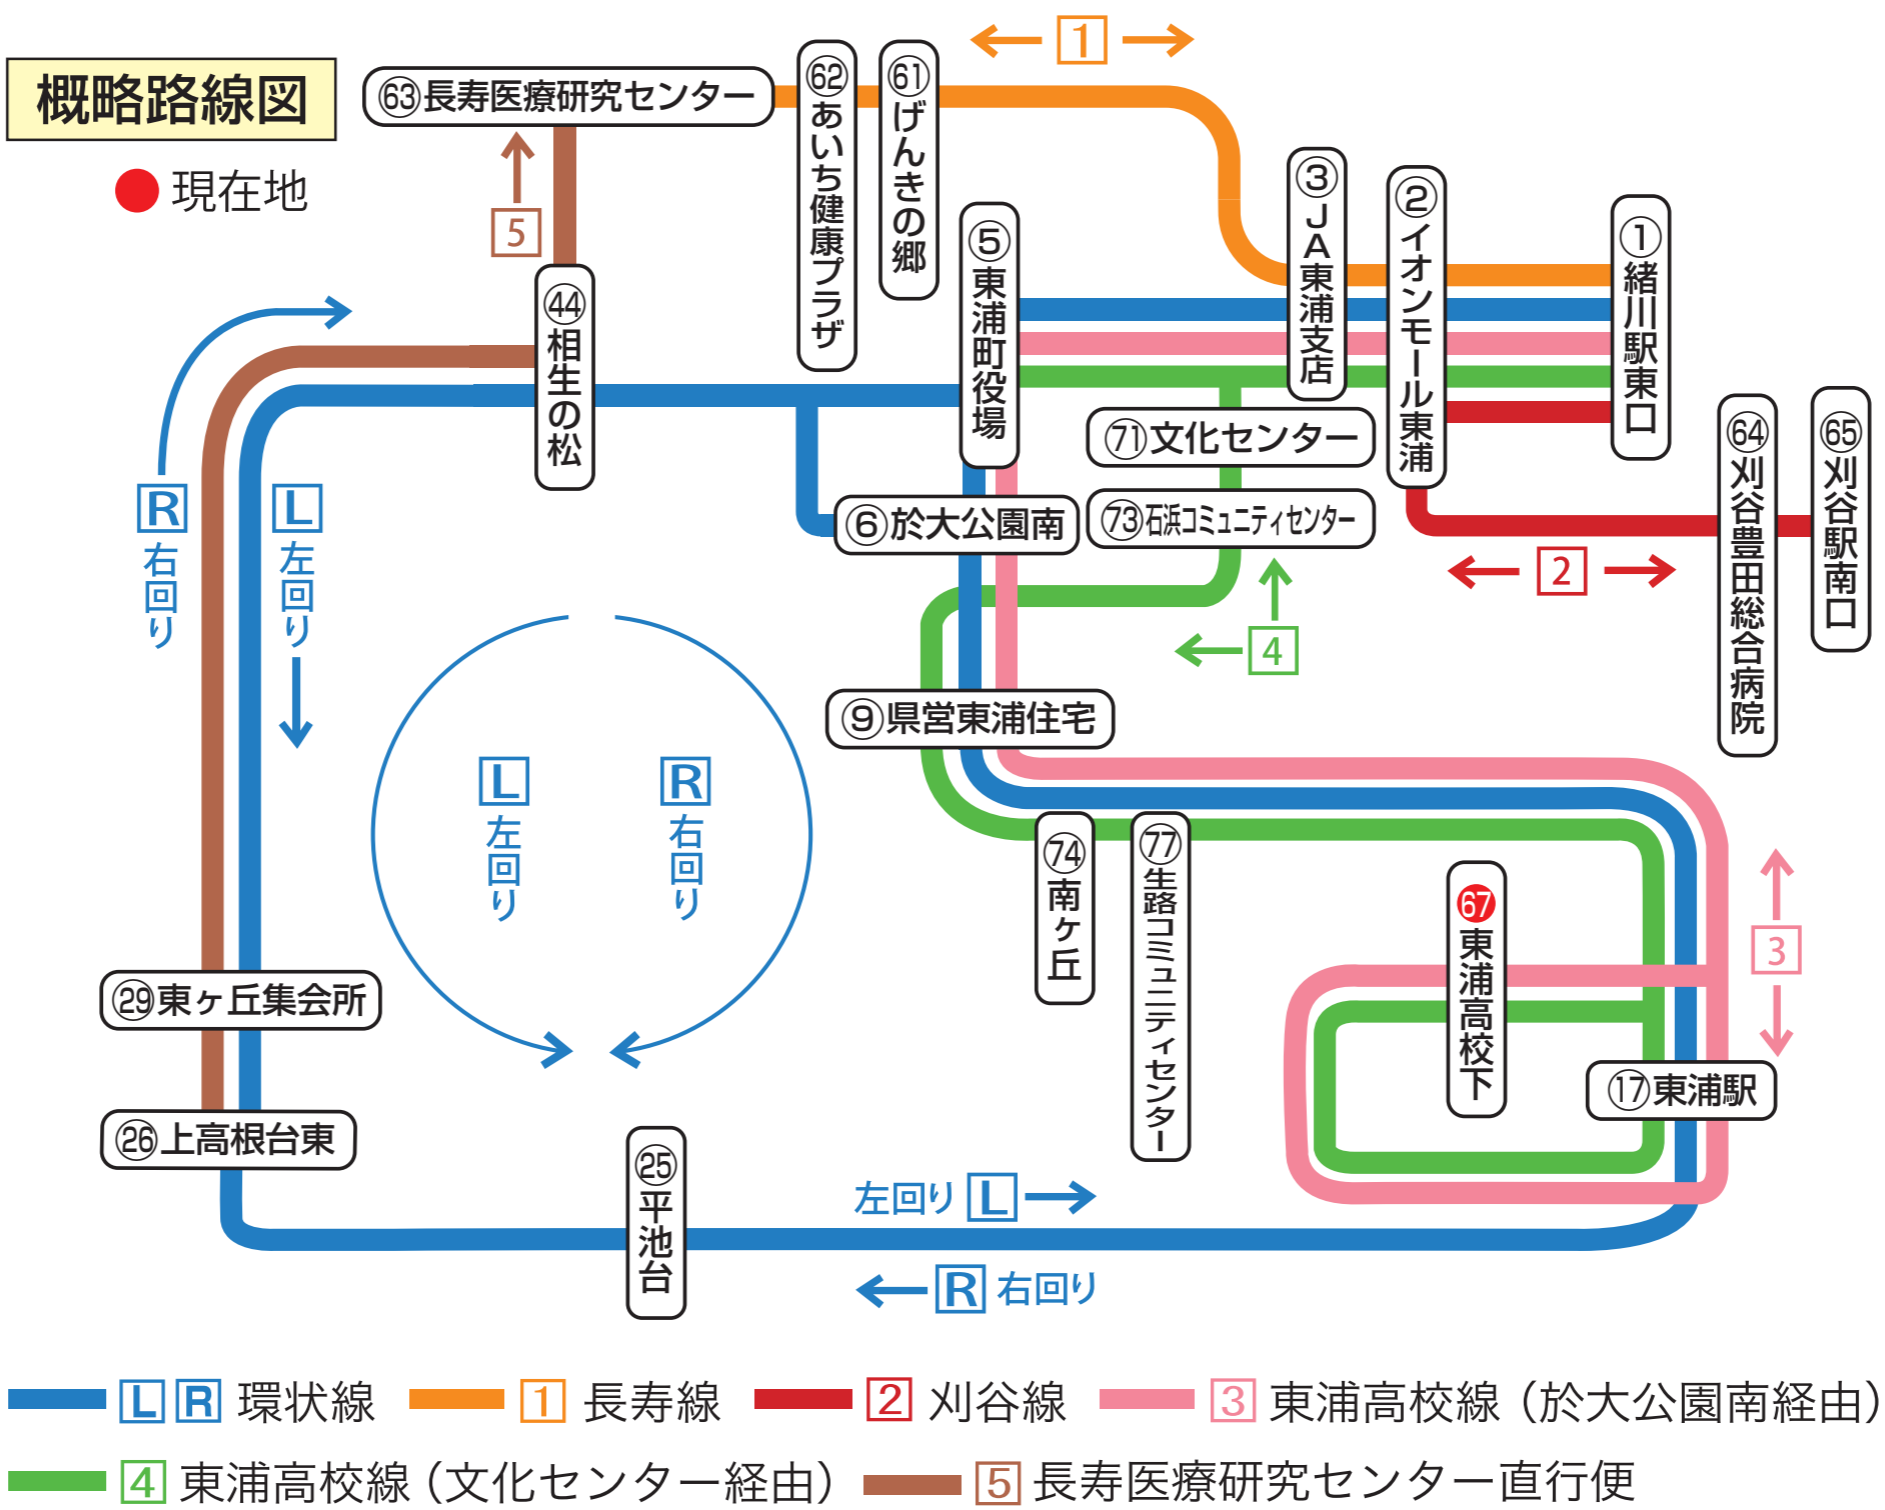 概略路線図
現在地
1
63長寿医療研究センター
62あいち健康プラザ
61げんきの郷
5
44相生の松
⑤東浦町役場
③JA東浦支店
②イオンモール東浦
①緒川駅東口
71文化センター
73石浜コミュニティセンター
⑥於大公園南
64刈谷豊田総合病院
65刈谷駅南口
2
4
R
右回り
L
左回り
⑨県営東浦住宅
L
左回り
R
右回り
74南ヶ丘
77生路コミュニティセンター
67東浦高校下
3
29東ヶ丘集会所
⑰東浦駅
26上高根台東
25平池台
左回り L
R 右回り
L R 環状線 1 長寿線 2 刈谷線 3 東浦高校線（於大公園南経由）
4 東浦高校線（文化センター経由） 5 長寿医療研究センター直行便